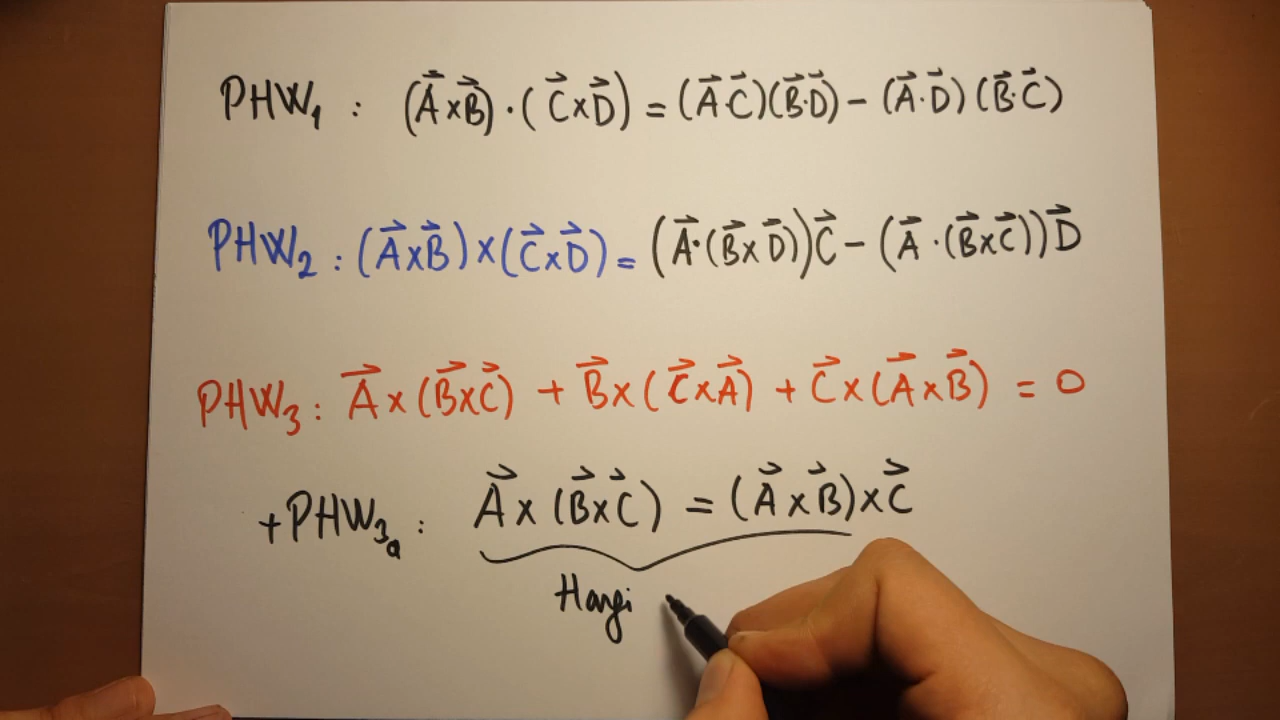 PHW₁ : (A⃗×B⃗)·(C⃗×D⃗) = (A⃗·C⃗)(B⃗·D⃗) - (A⃗·D⃗)(B⃗·C⃗)
PHW₂ : (A⃗×B⃗)×(C⃗×D⃗) = (A⃗·(B⃗×D⃗))C⃗ - (A⃗·(B⃗×C⃗))D⃗
PHW₃ : A⃗×(B⃗×C⃗) + B⃗×(C⃗×A⃗) + C⃗×(A⃗×B⃗) = 0
+PHW₃ₐ : A⃗×(B⃗×C⃗) = (A⃗×B⃗)×C⃗
Hangi